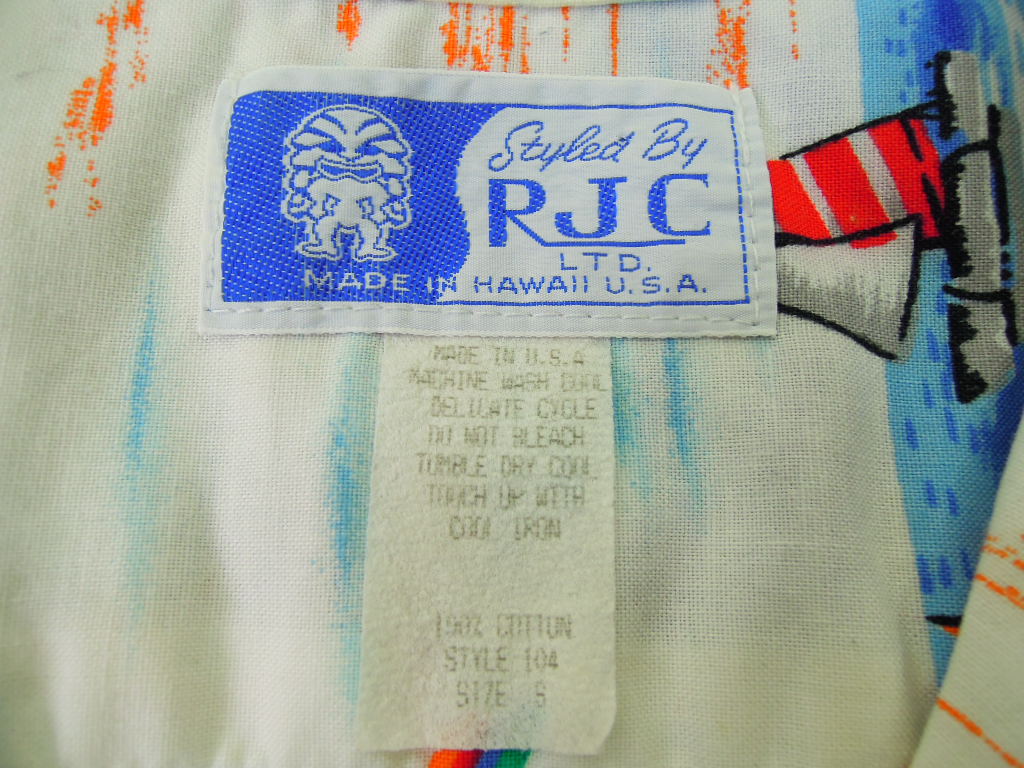 Styled By
RJC
LTD.
MADE IN HAWAII U.S.A.
MADE IN U.S.A
MACHINE WASH COOL
DELICATE CYCLE
DO NOT BLEACH
TUMBLE DRY COOL
TOUCH UP WITH
COOL IRON
100% COTTON
STYLE 104
SIZE S